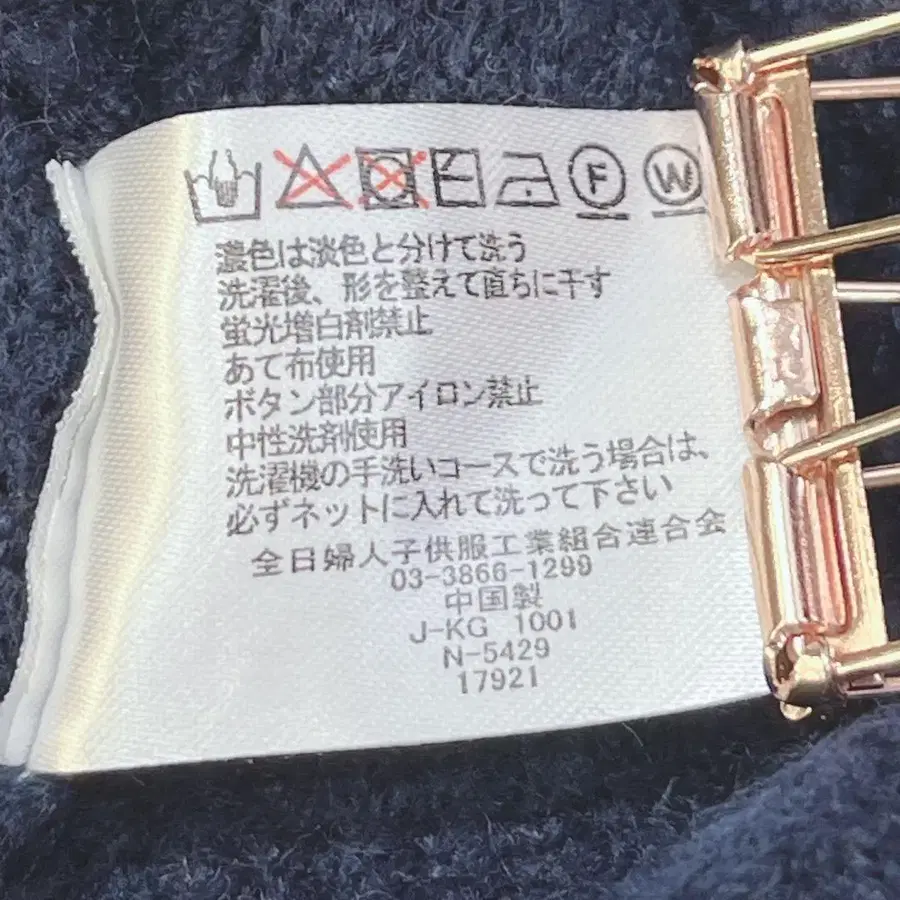 F W
濃色は淡色と分けて洗う
洗濯後、形を整えて直ちに干す
蛍光増白剤禁止
あて布使用
ボタン部分アイロン禁止
中性洗剤使用
洗濯機の手洗いコースで洗う場合は、
必ずネットに入れて洗って下さい
全日婦人子供服工業組合連合会
03-3866-1299
中国製
J-KG 1001
N-5429
17921